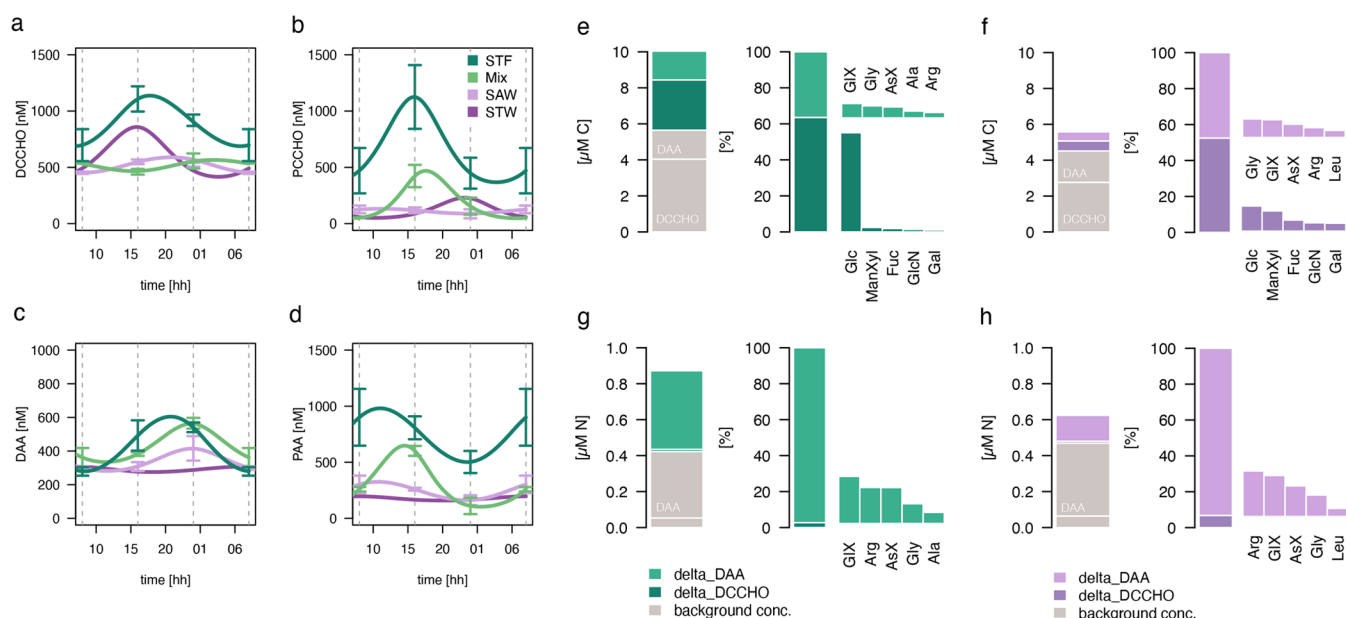 a
DCCHO [nM]
1500
1000
500
0
10 15 20 01 06
time [hh]
b
PCCHO [nM]
1500
1000
500
0
STF
Mix
SAW
STW
10 15 20 01 06
time [hh]
c
DAA [nM]
1000
800
600
400
200
0
10 15 20 01 06
time [hh]
d
PAA [nM]
1500
1000
500
0
10 15 20 01 06
time [hh]
e
[µM C]
10
8
6
4
2
0
DAA
DCCHO
[%]
100
80
60
40
20
0
GlX Gly AsX Ala Arg
Glc ManXyl Fuc GlcN Gal
f
[µM C]
10
8
6
4
2
0
DAA
DCCHO
[%]
100
80
60
40
20
0
Gly GlX AsX Arg Leu
Glc ManXyl Fuc GlcN Gal
g
[µM N]
1.0
0.8
0.6
0.4
0.2
0.0
DAA
[%]
100
80
60
40
20
0
GlX Arg AsX Gly Ala
delta_DAA
delta_DCCHO
background conc.
h
[µM N]
1.0
0.8
0.6
0.4
0.2
0.0
DAA
[%]
100
80
60
40
20
0
Arg GlX AsX Gly Leu
delta_DAA
delta_DCCHO
background conc.